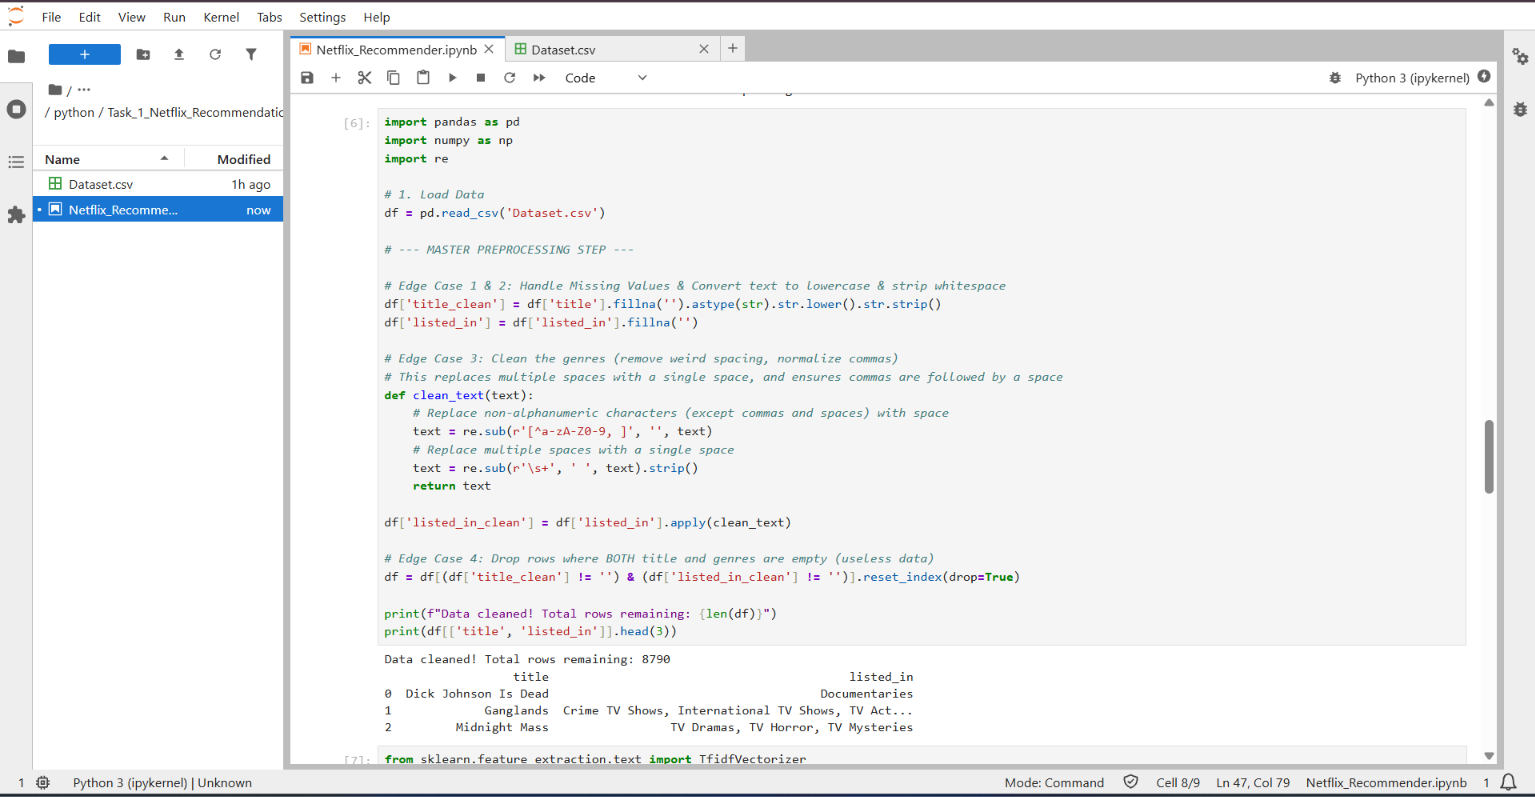 File Edit View Run Kernel Tabs Settings Help
+
/ ···
/ python / Task_1_Netflix_Recommendatic
Name Modified
Dataset.csv 1h ago
Netflix_Recomme... now
Netflix_Recommender.ipynb
Dataset.csv
+
Code
Python 3 (ipykernel)
[6]:
import pandas as pd
import numpy as np
import re
# 1. Load Data
df = pd.read_csv('Dataset.csv')
# --- MASTER PREPROCESSING STEP ---
# Edge Case 1 & 2: Handle Missing Values & Convert text to lowercase & strip whitespace
df['title_clean'] = df['title'].fillna('').astype(str).str.lower().str.strip()
df['listed_in'] = df['listed_in'].fillna('')
# Edge Case 3: Clean the genres (remove weird spacing, normalize commas)
# This replaces multiple spaces with a single space, and ensures commas are followed by a space
def clean_text(text):
    # Replace non-alphanumeric characters (except commas and spaces) with space
    text = re.sub(r'[^a-zA-Z0-9, ]', '', text)
    # Replace multiple spaces with a single space
    text = re.sub(r'\s+', ' ', text).strip()
    return text
df['listed_in_clean'] = df['listed_in'].apply(clean_text)
# Edge Case 4: Drop rows where BOTH title and genres are empty (useless data)
df = df[(df['title_clean'] != '') & (df['listed_in_clean'] != '')].reset_index(drop=True)
print(f"Data cleaned! Total rows remaining: {len(df)}")
print(df[['title', 'listed_in']].head(3))
Data cleaned! Total rows remaining: 8790
title listed_in
0 Dick Johnson Is Dead Documentaries
1 Ganglands Crime TV Shows, International TV Shows, TV Act...
2 Midnight Mass TV Dramas, TV Horror, TV Mysteries
[7]:
from sklearn.feature_extraction.text import TfidfVectorizer
1 Python 3 (ipykernel) | Unknown Mode: Command Cell 8/9 Ln 47, Col 79 Netflix_Recommender.ipynb 1